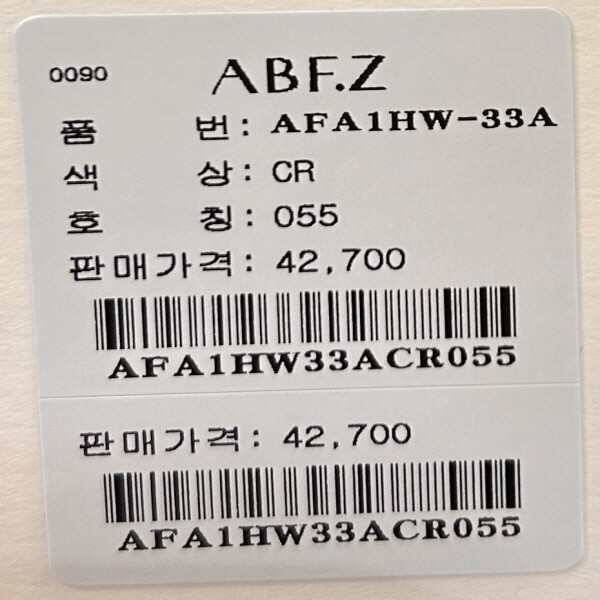 0090 ABF.Z
품 번: AFA1HW-33A
색 상: CR
호 칭: 055
판매가격: 42,700
AFA1HW33ACR055
판매가격: 42,700
AFA1HW33ACR055